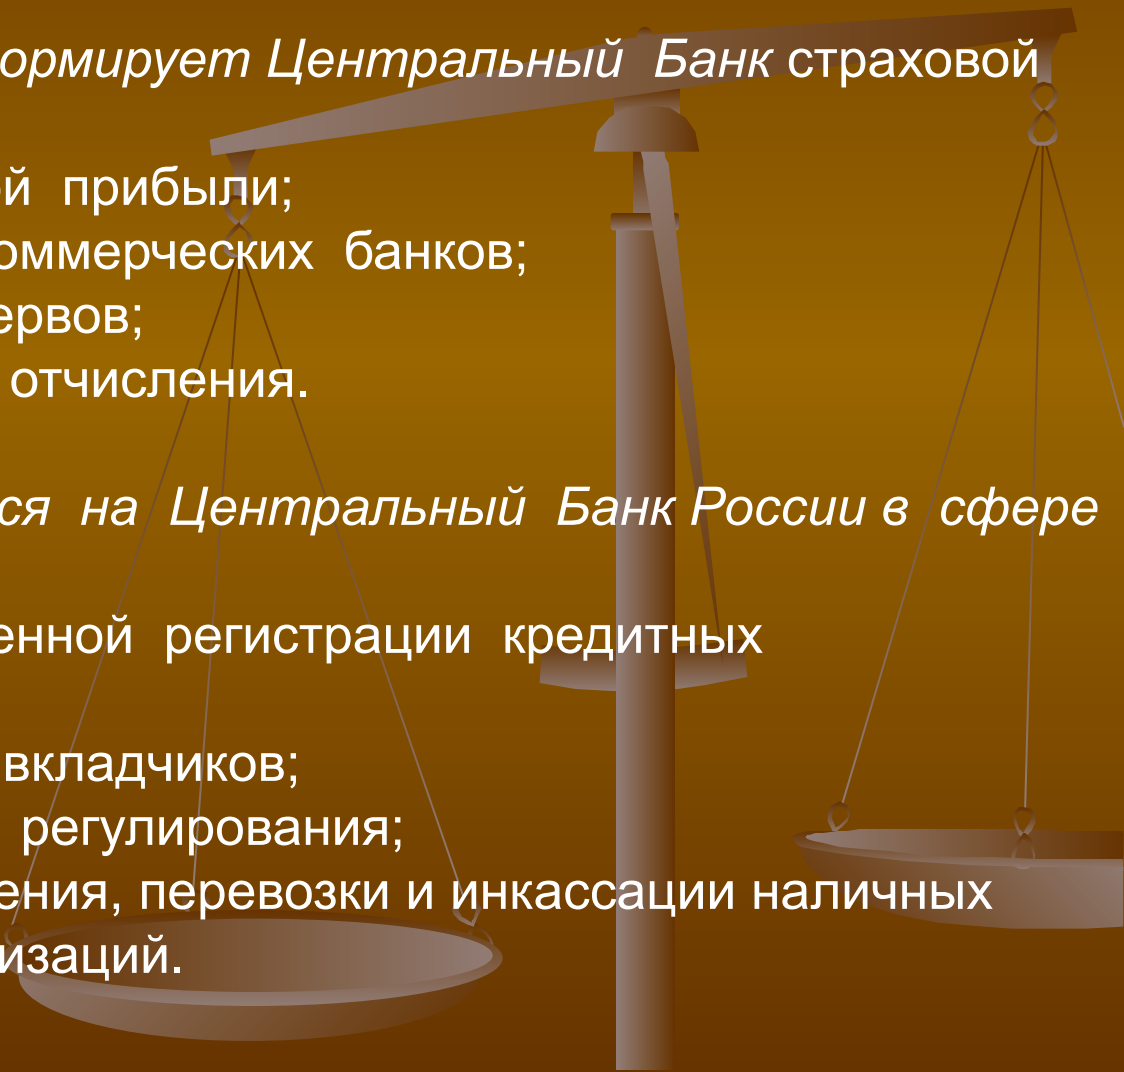 ормирует Центральный Банк страховой
й прибыли;
оммерческих банков;
ервов;
отчисления.
ся на Центральный Банк России в сфере
енной регистрации кредитных
вкладчиков;
регулирования;
ения, перевозки и инкассации наличных
изаций.